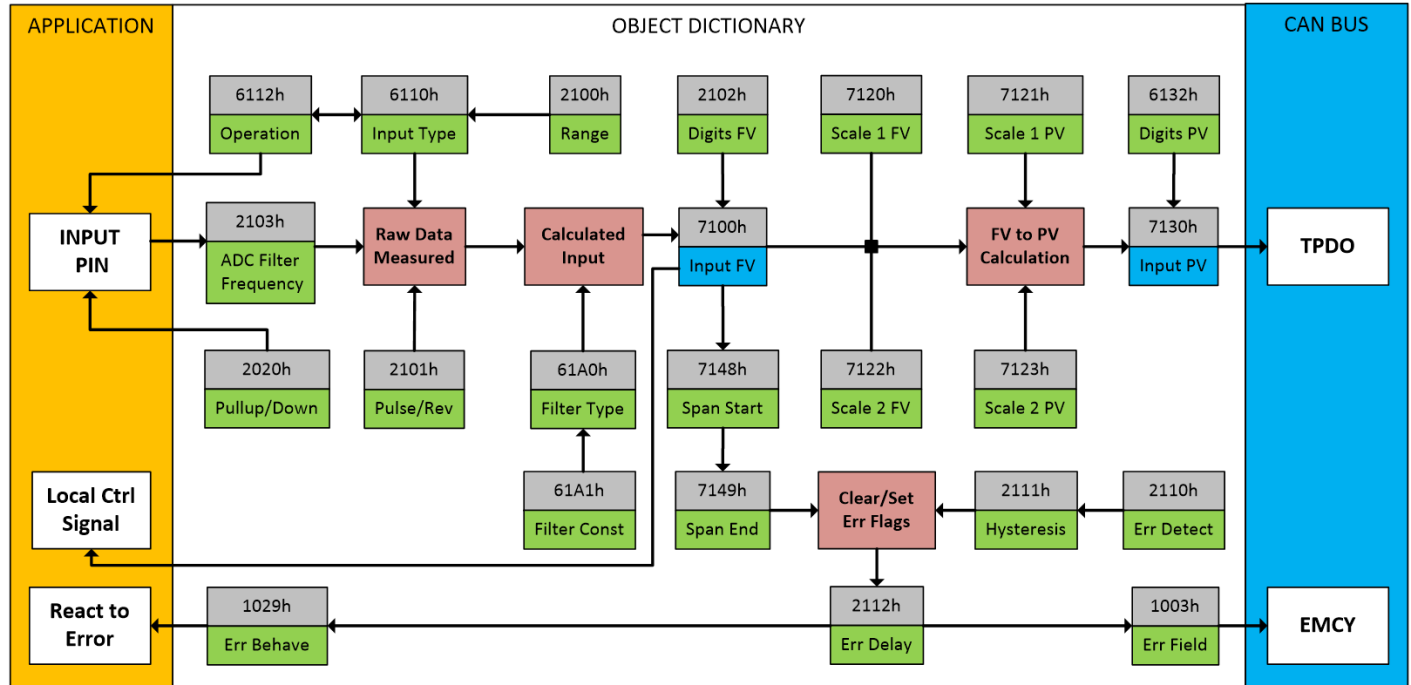 APPLICATION
OBJECT DICTIONARY
CAN BUS
6112h
Operation
6110h
Input Type
2100h
Range
2102h
Digits FV
7120h
Scale 1 FV
7121h
Scale 1 PV
6132h
Digits PV
INPUT
PIN
2103h
ADC Filter
Frequency
Raw Data
Measured
Calculated
Input
7100h
Input FV
FV to PV
Calculation
7130h
Input PV
TPDO
2020h
Pullup/Down
2101h
Pulse/Rev
61A0h
Filter Type
7148h
Span Start
7122h
Scale 2 FV
7123h
Scale 2 PV
Local Ctrl
Signal
61A1h
Filter Const
7149h
Span End
Clear/Set
Err Flags
2111h
Hysteresis
2110h
Err Detect
React to
Error
1029h
Err Behave
2112h
Err Delay
1003h
Err Field
EMCY